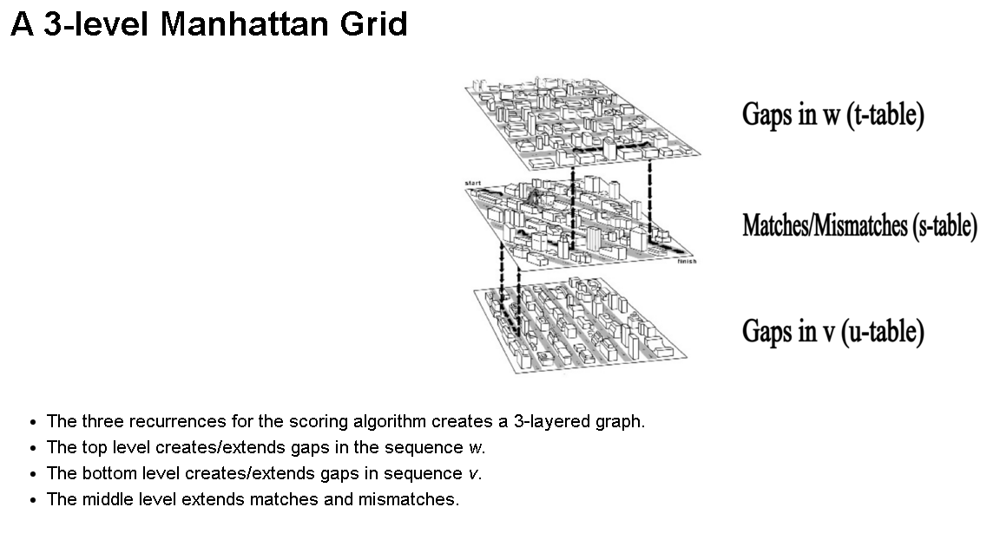 A 3-level Manhattan Grid
Gaps in w (t-table)
start
Matches/Mismatches (s-table)
finish
Gaps in v (u-table)
• The three recurrences for the scoring algorithm creates a 3-layered graph.
• The top level creates/extends gaps in the sequence w.
• The bottom level creates/extends gaps in sequence v.
• The middle level extends matches and mismatches.